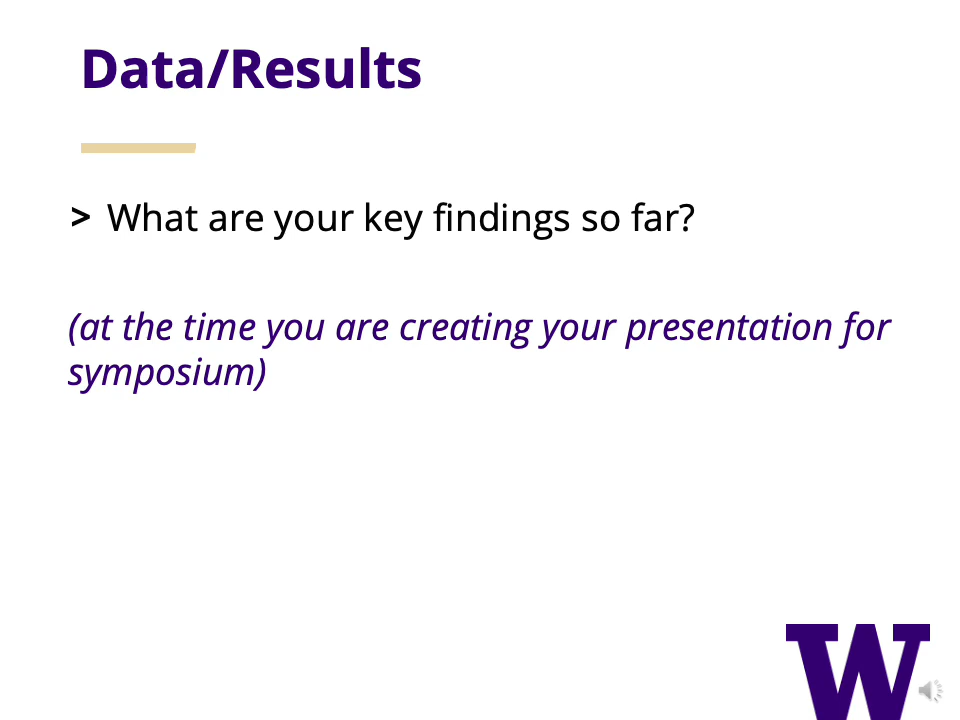 Data/Results
> What are your key findings so far?
(at the time you are creating your presentation for
symposium)
W